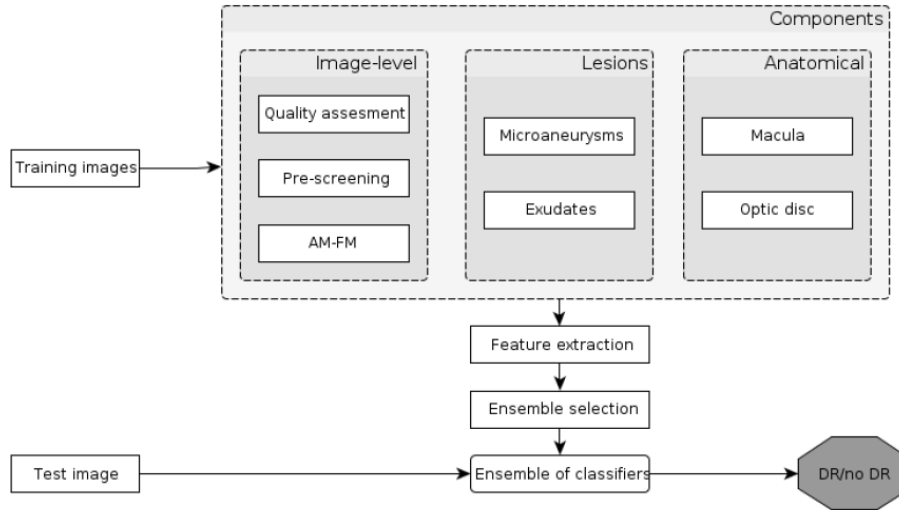 Components
Image-level
Lesions
Anatomical
Quality assesment
Microaneurysms
Macula
Training images
Pre-screening
Exudates
Optic disc
AM-FM
Feature extraction
Ensemble selection
Test image
Ensemble of classifiers
DR/no DR